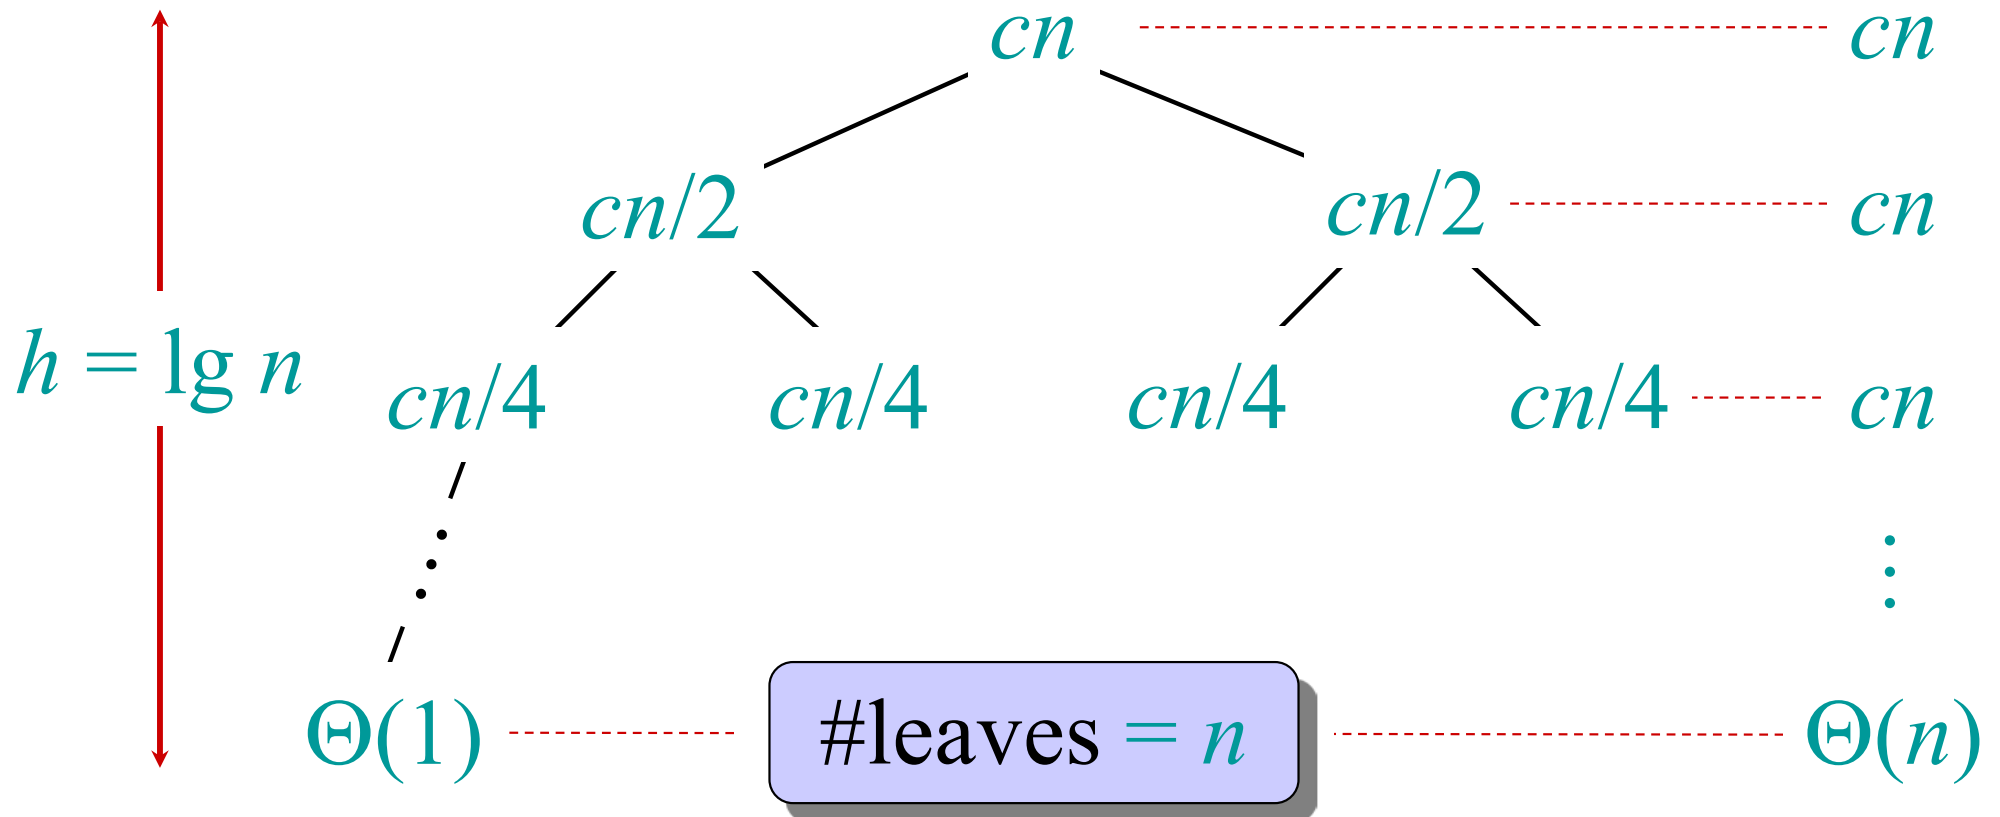 cn cn
cn/2 cn/2 cn
h = lg n
cn/4 cn/4 cn/4 cn/4 cn
Θ(1) #leaves = n Θ(n)